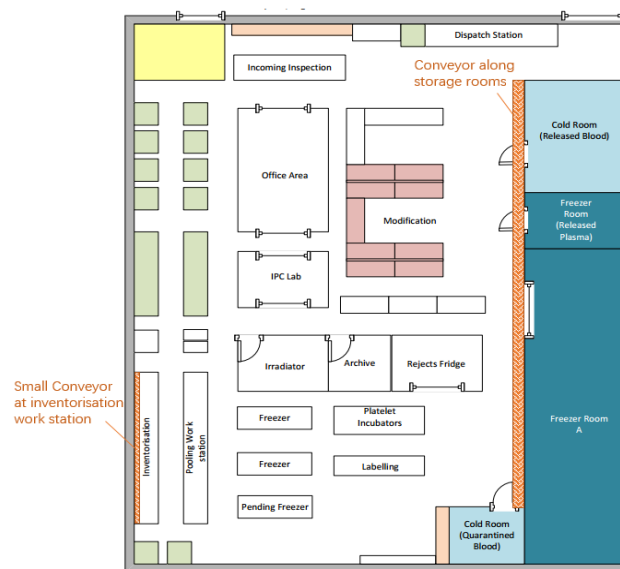 Dispatch Station
Incoming Inspection
Conveyor along
storage rooms
Cold Room
(Released Blood)
Office Area
Freezer
Room
(Released
Plasma)
Modification
IPC Lab
Irradiator
Archive
Rejects Fridge
Small Conveyor
at inventorisation
work station
Inventorisation
Pooling Work
station
Freezer
Platelet
Incubators
Freezer Room
A
Freezer
Labelling
Pending Freezer
Cold Room
(Quarantined
Blood)